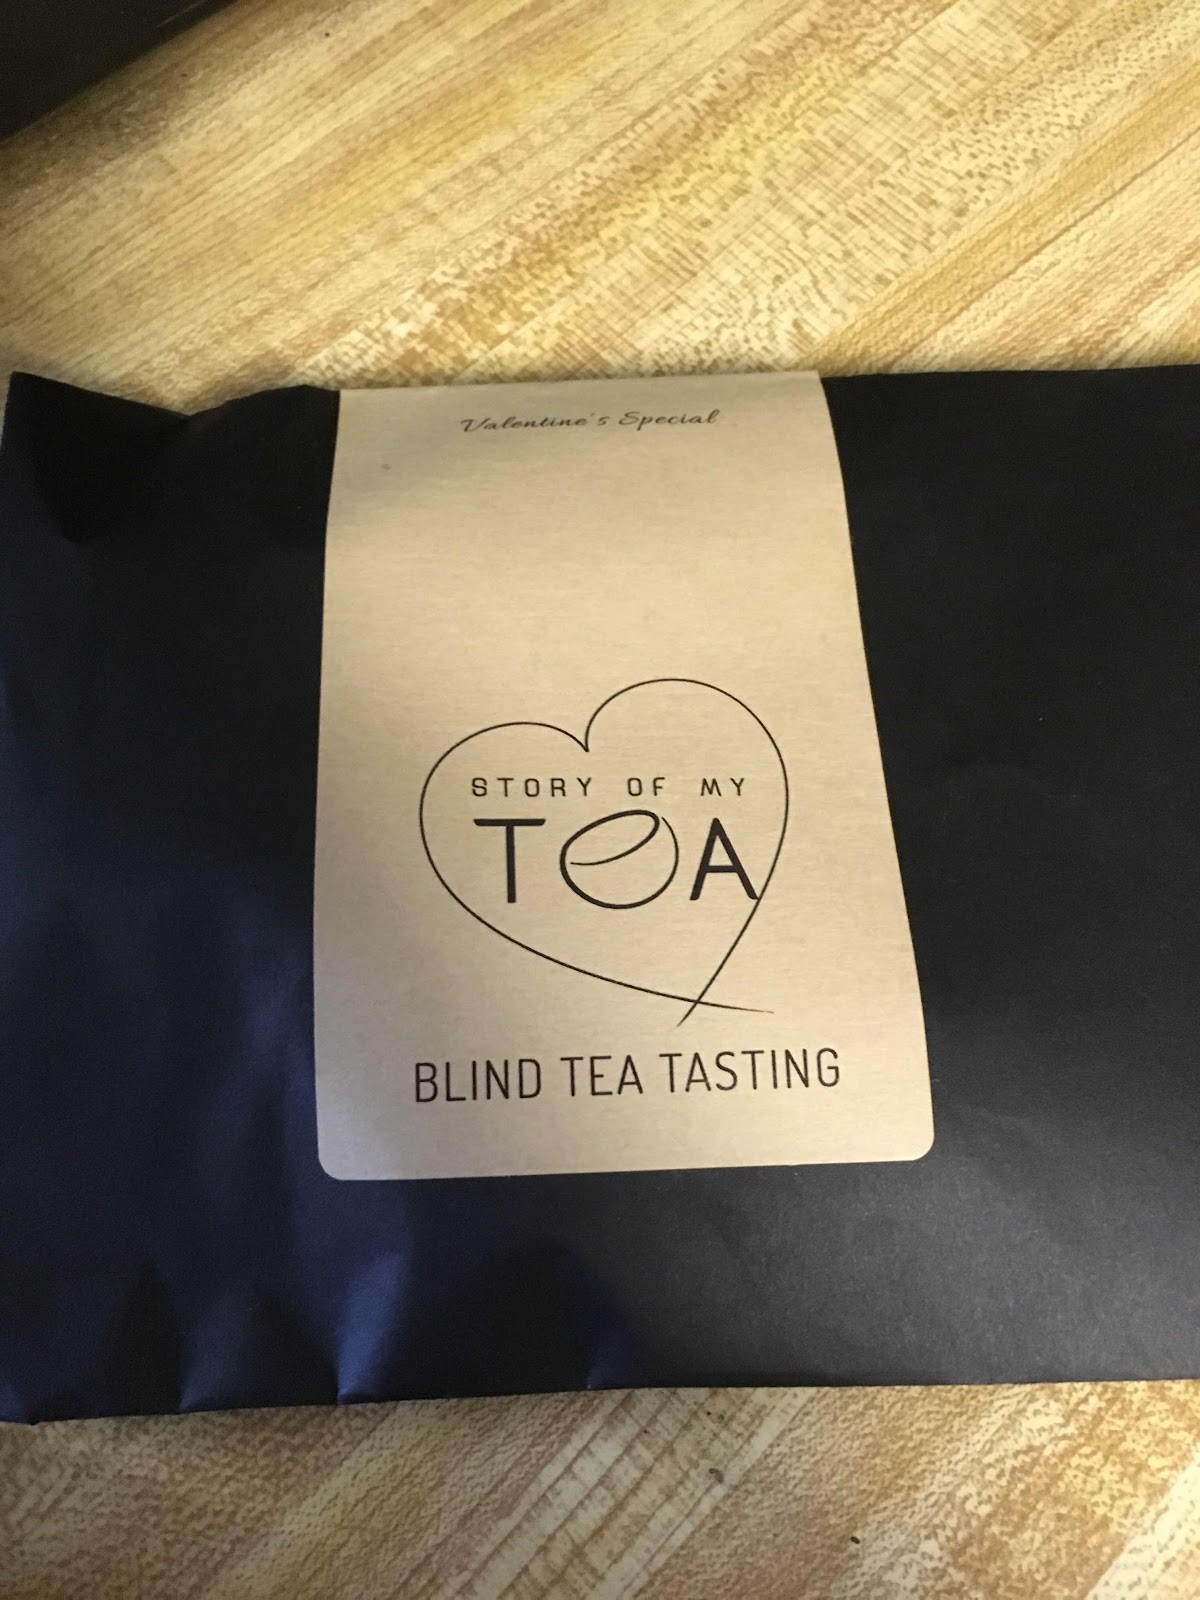 Valentine's Special
STORY OF MY
TEA
BLIND TEA TASTING